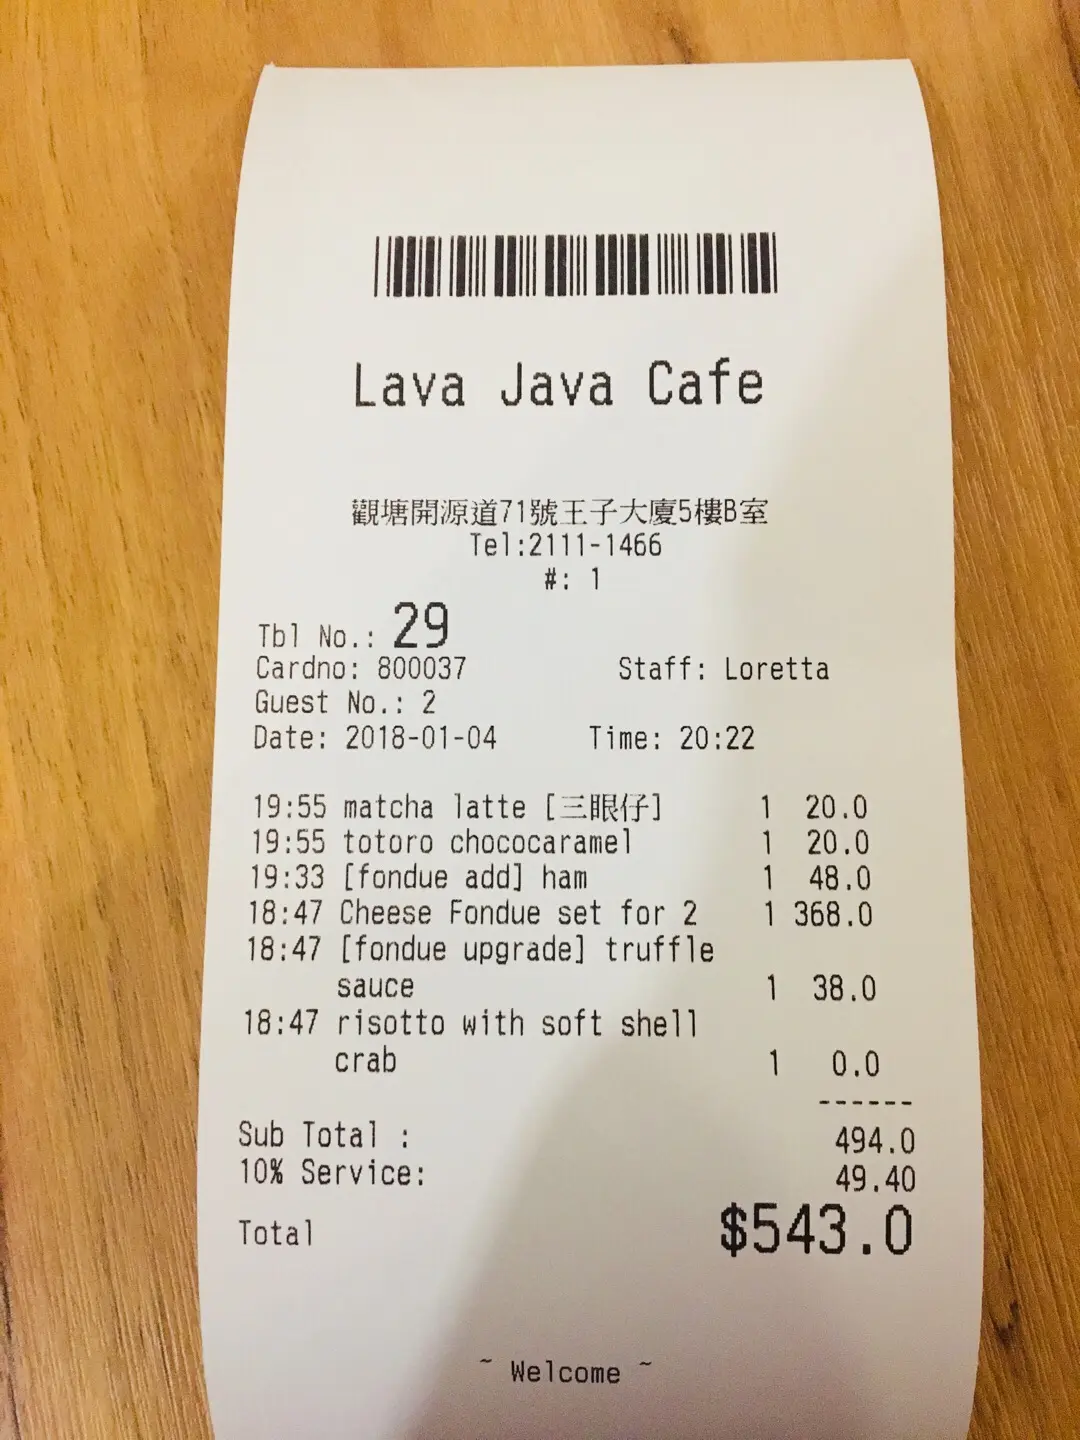 Lava Java Cafe
觀塘開源道71號王子大廈5樓B室
Tel:2111-1466
#: 1
Tbl No.: 29
Cardno: 800037 Staff: Loretta
Guest No.: 2
Date: 2018-01-04 Time: 20:22
19:55 matcha latte [三眼仔] 1 20.0
19:55 totoro chococaramel 1 20.0
19:33 [fondue add] ham 1 48.0
18:47 Cheese Fondue set for 2 1 368.0
18:47 [fondue upgrade] truffle
sauce 1 38.0
18:47 risotto with soft shell
crab 1 0.0
------
Sub Total : 494.0
10% Service: 49.40
Total $543.0
~ Welcome ~